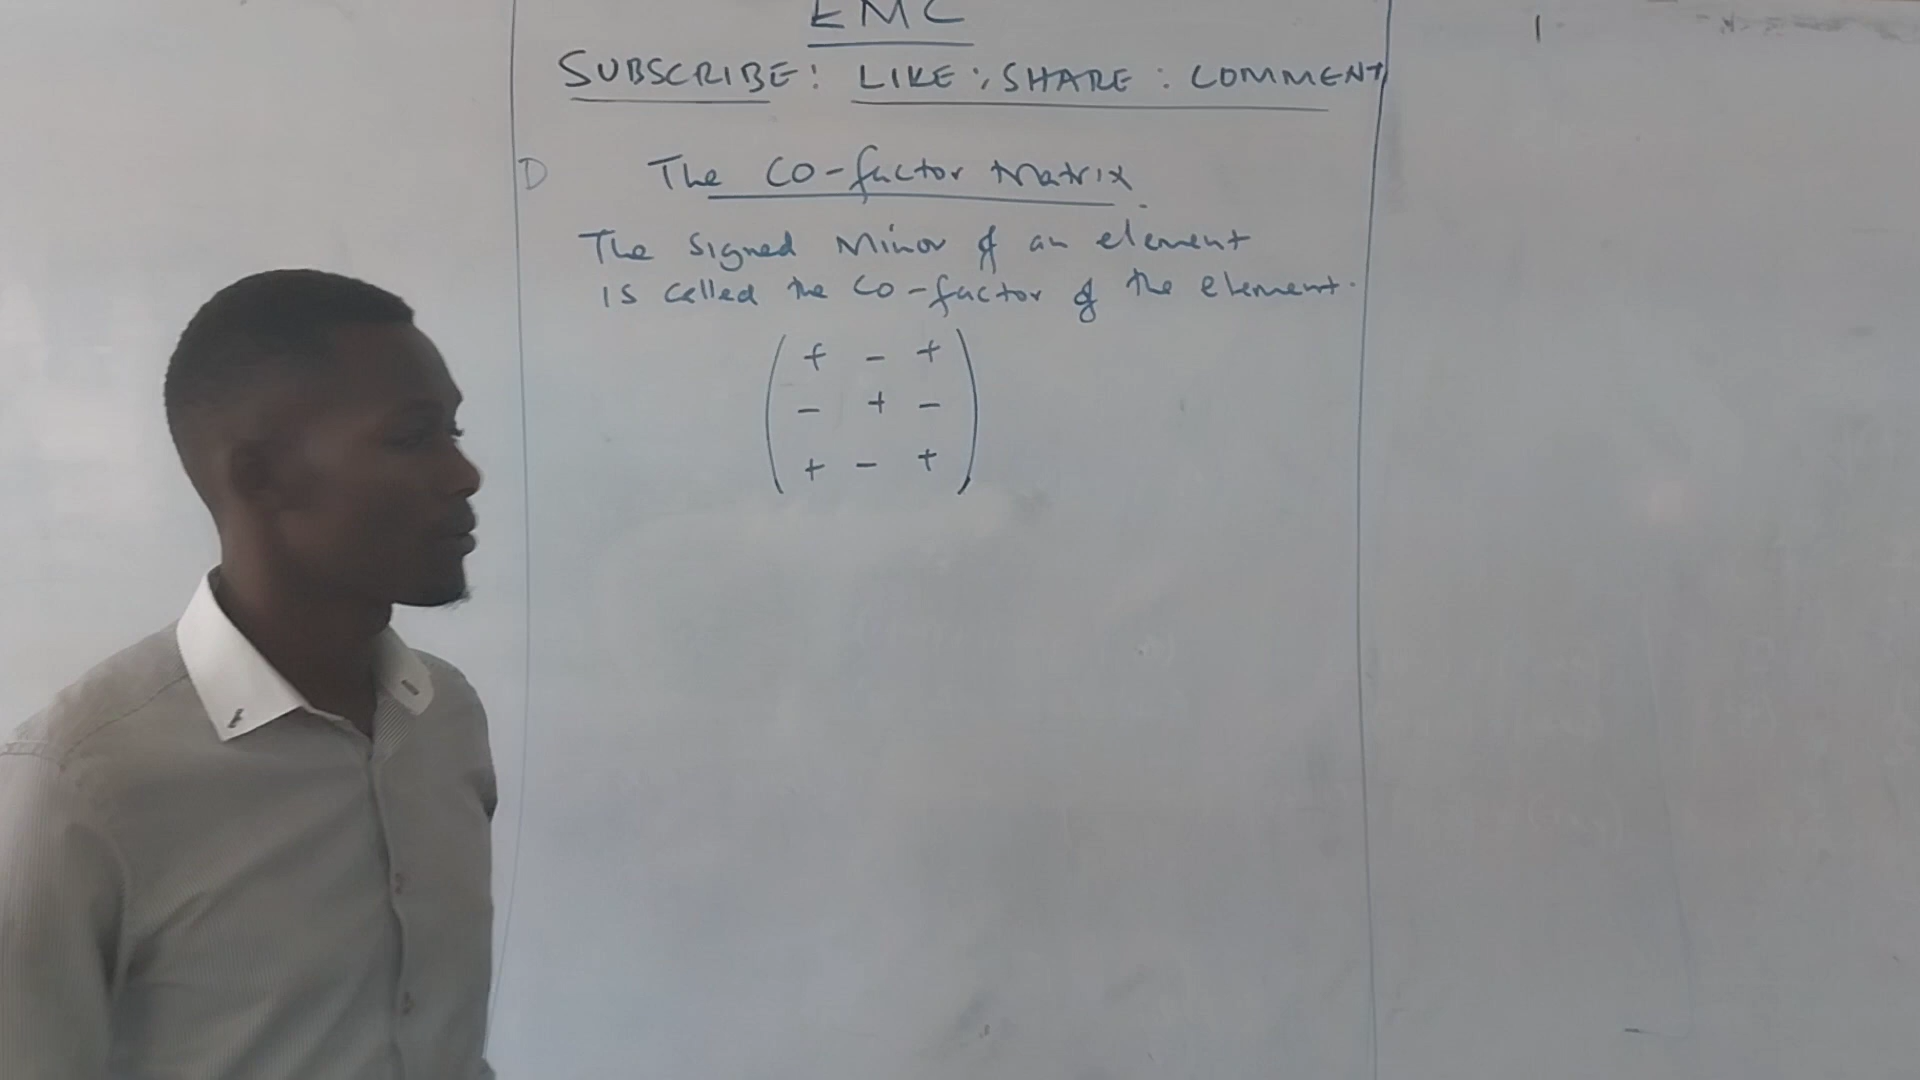 EMC
SUBSCRIBE: LIKE; SHARE: COMMENT
D The Co-factor Matrix.
The signed Minor of an element
is called the Co-factor of the element.
+ - +
- + -
+ - +